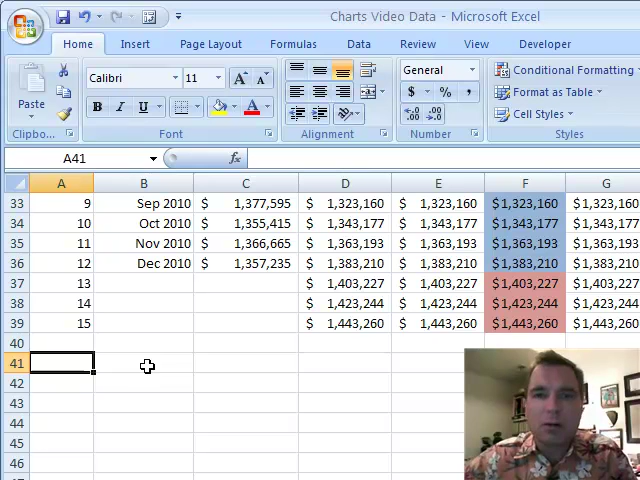 Charts Video Data - Microsoft Excel
Home Insert Page Layout Formulas Data Review View Developer
Calibri 11 A A General Conditional Formatting
Paste $ % , Format as Table
B I U A .0 .00 .00 .0 Cell Styles
Clipbo... Font Alignment Number Styles
A41 fx
A B C D E F G
33 9 Sep 2010 $ 1,377,595 $ 1,323,160 $ 1,323,160 $1,323,160 $1,323,160
34 10 Oct 2010 $ 1,355,415 $ 1,343,177 $ 1,343,177 $1,343,177 $1,343,177
35 11 Nov 2010 $ 1,366,665 $ 1,363,193 $ 1,363,193 $1,363,193 $1,363,193
36 12 Dec 2010 $ 1,357,235 $ 1,383,210 $ 1,383,210 $1,383,210 $1,383,210
37 13 $ 1,403,227 $ 1,403,227 $1,403,227 $1,403,227
38 14 $ 1,423,244 $ 1,423,244 $1,423,244 $1,423,244
39 15 $ 1,443,260 $ 1,443,260 $1,443,260 $1,443,260
40
41
42
43
44
45
46